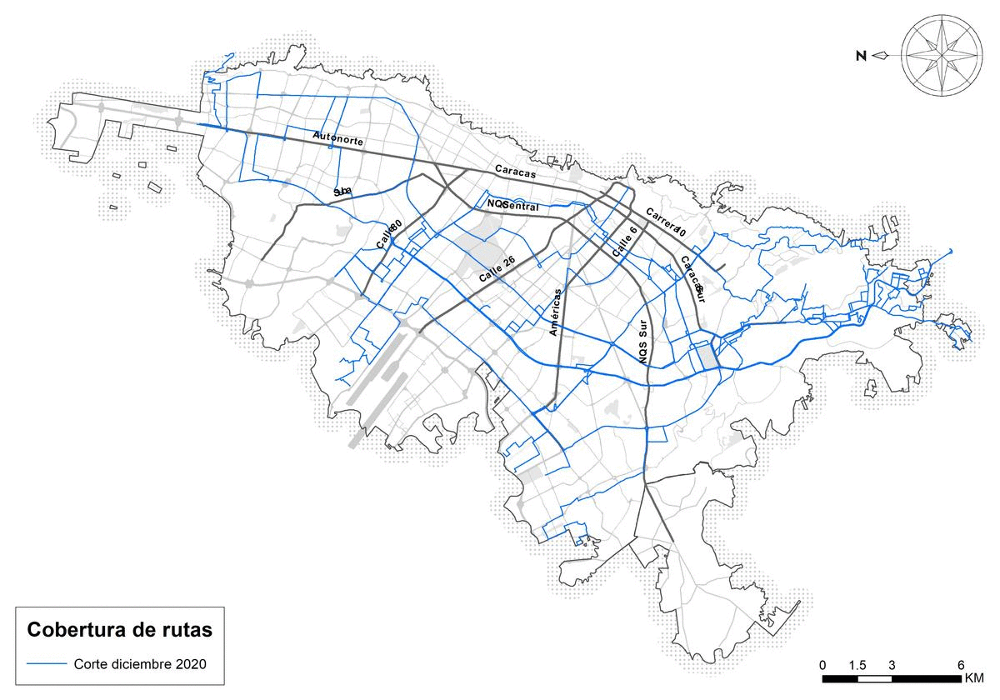 N
Autonorte
Caracas
Suba
NQS Central
Carrera 10
Calle 80
Calle 6
Calle 26
Caracas Sur
Américas
NQS Sur
Cobertura de rutas
Corte diciembre 2020
0 1.5 3 6
KM